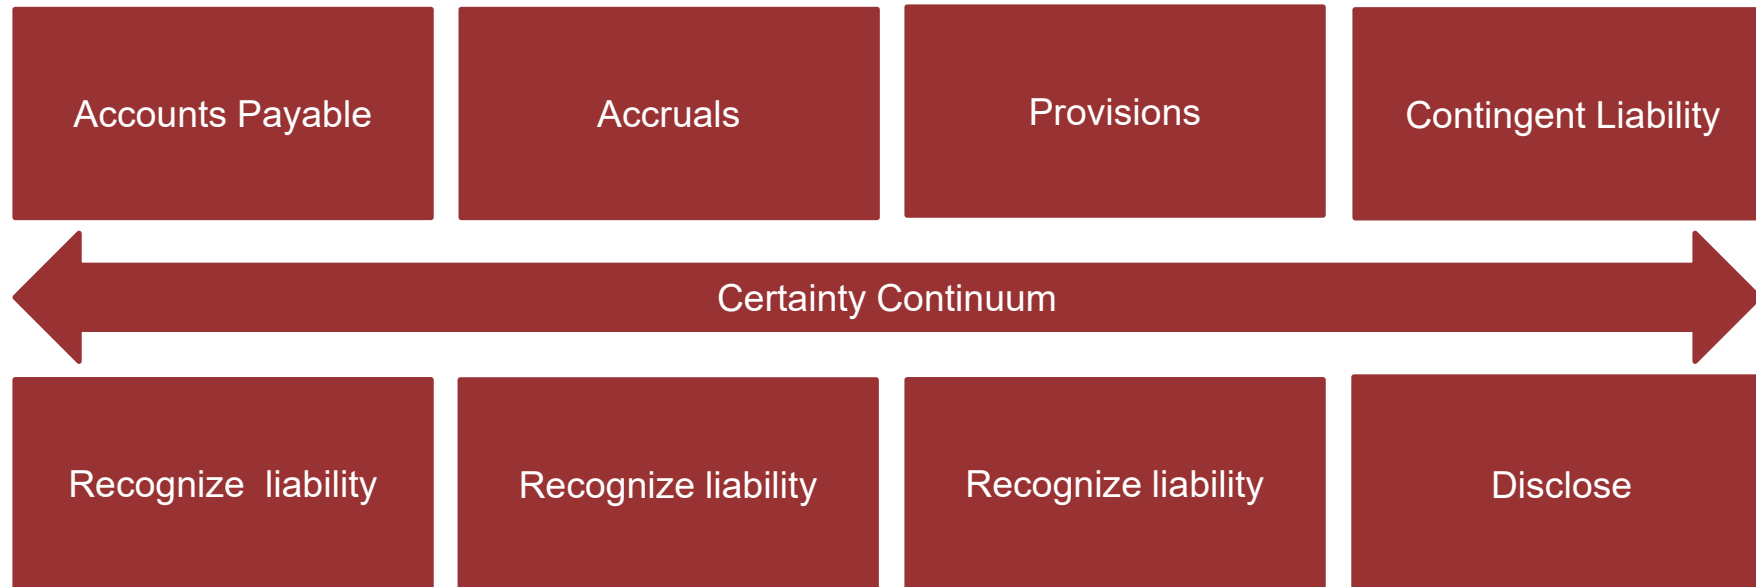 Accounts Payable
Accruals
Provisions
Contingent Liability
Certainty Continuum
Recognize  liability
Recognize liability
Recognize liability
Disclose